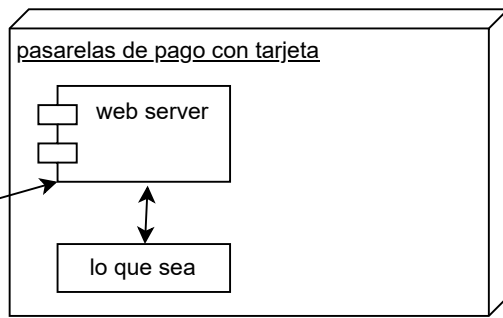 pasarelas de pago con tarjeta
web server
lo que sea